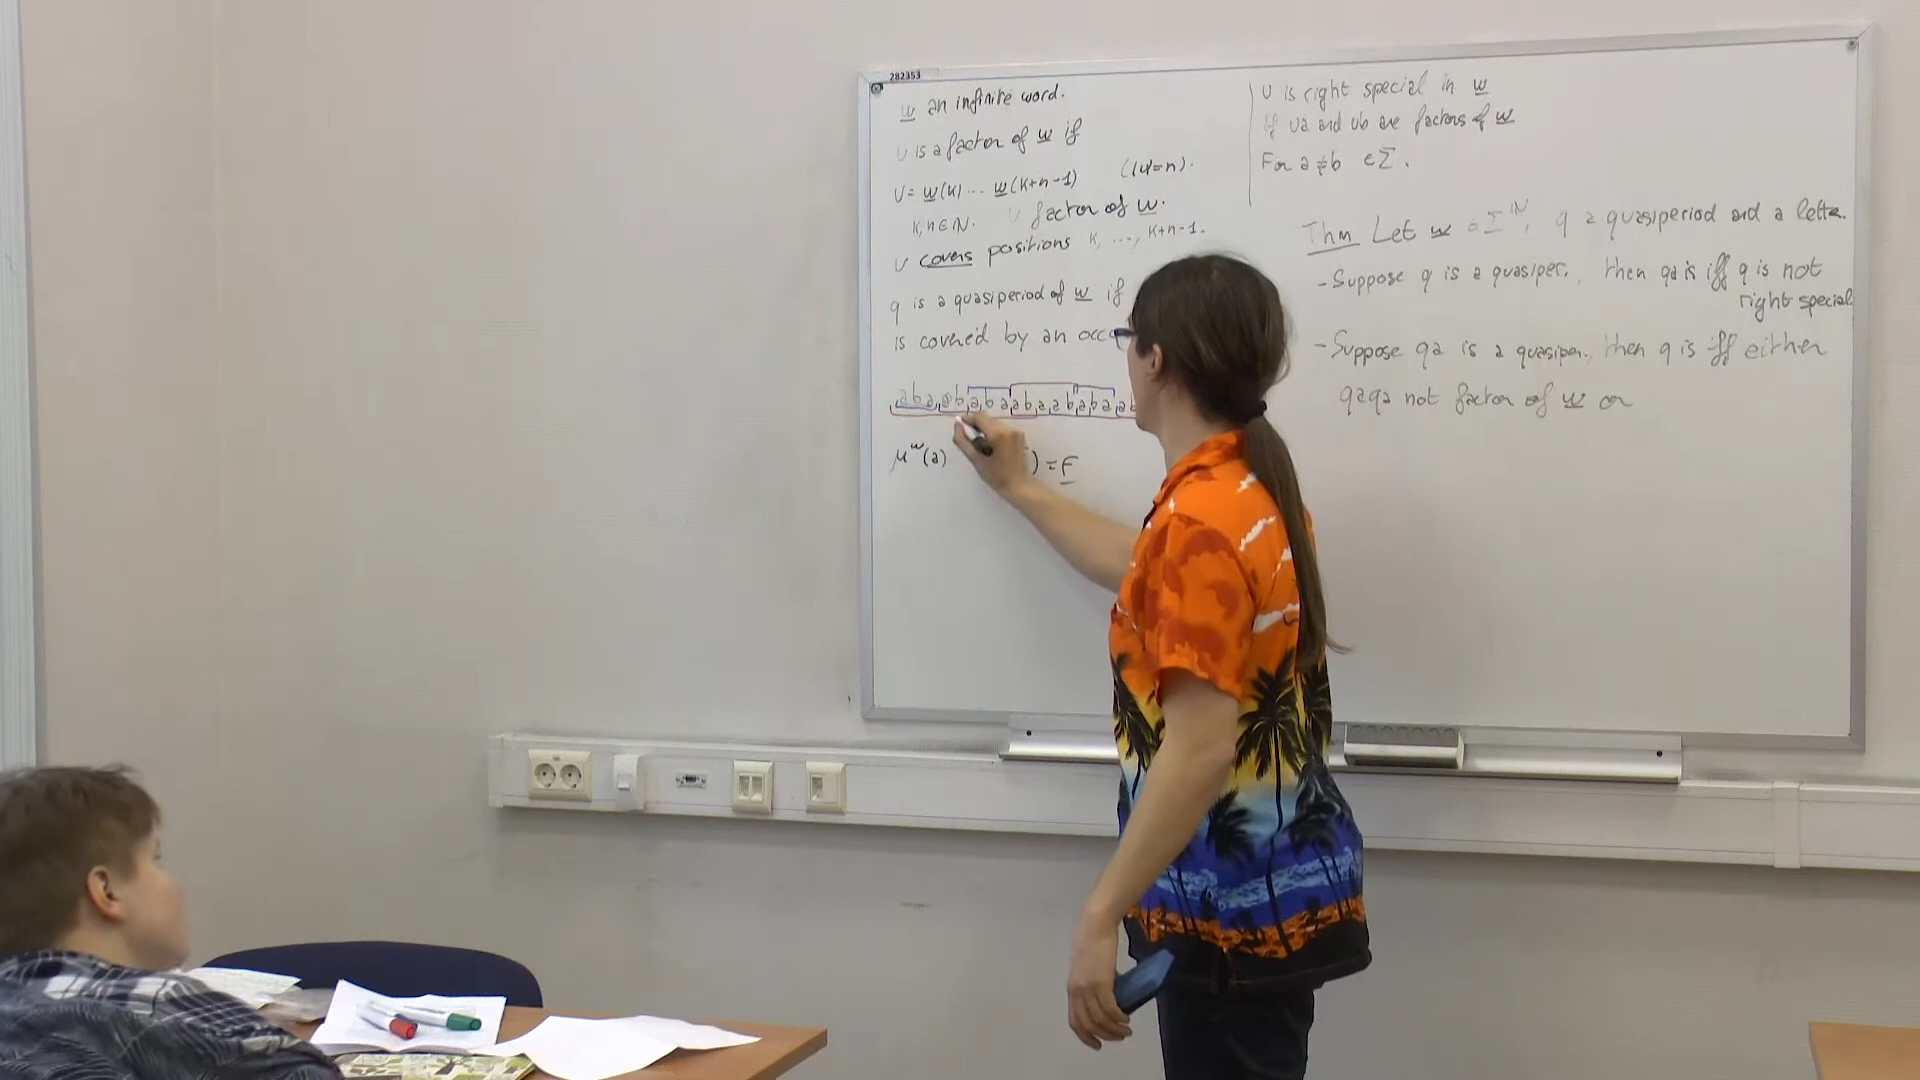 282353
w an infinite word.
U is a factor of w if
U = w(k) ... w(k+n-1) (|u|=n).
k, n ∈ ℕ. U factor of w.
U covers positions k, ..., k+n-1.
q is a quasiperiod of w if
is covered by an occ
a b a a b a b a a b a a b a b a a b
μ^w(a) ) = F
U is right special in w
if Ua and Ub are factors of w
For a ≠ b ∈ Σ.
Thm Let w ∈ Σ^ℕ, q a quasiperiod and a letter.
- Suppose q is a quasiper., then qa is iff q is not
right special.
- Suppose qa is a quasiper., then q is iff either
qaqa not factor of w or